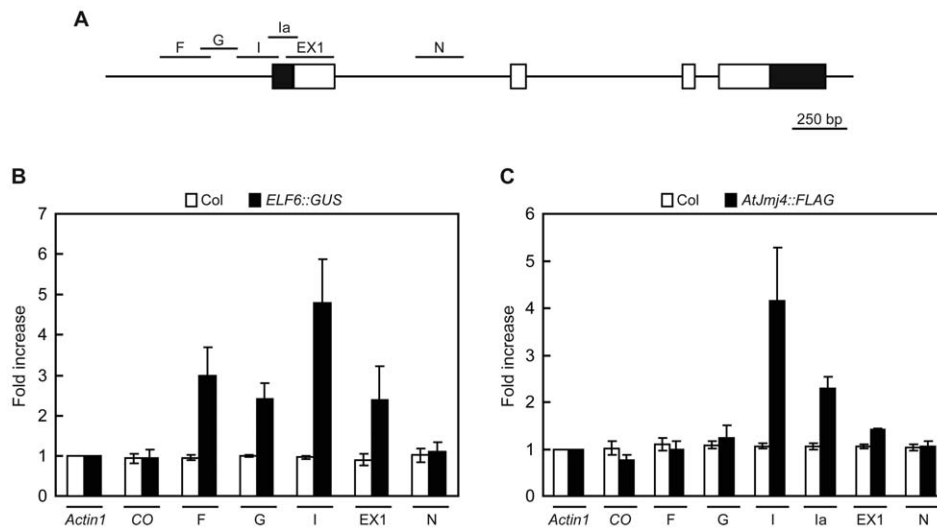 A
Ia
F G I EX1 N
250 bp
B
Col ELF6::GUS
Fold increase
7
6
5
4
3
2
1
0
Actin1 CO F G I EX1 N
C
Col AtJmj4::FLAG
Fold increase
6
5
4
3
2
1
0
Actin1 CO F G I Ia EX1 N